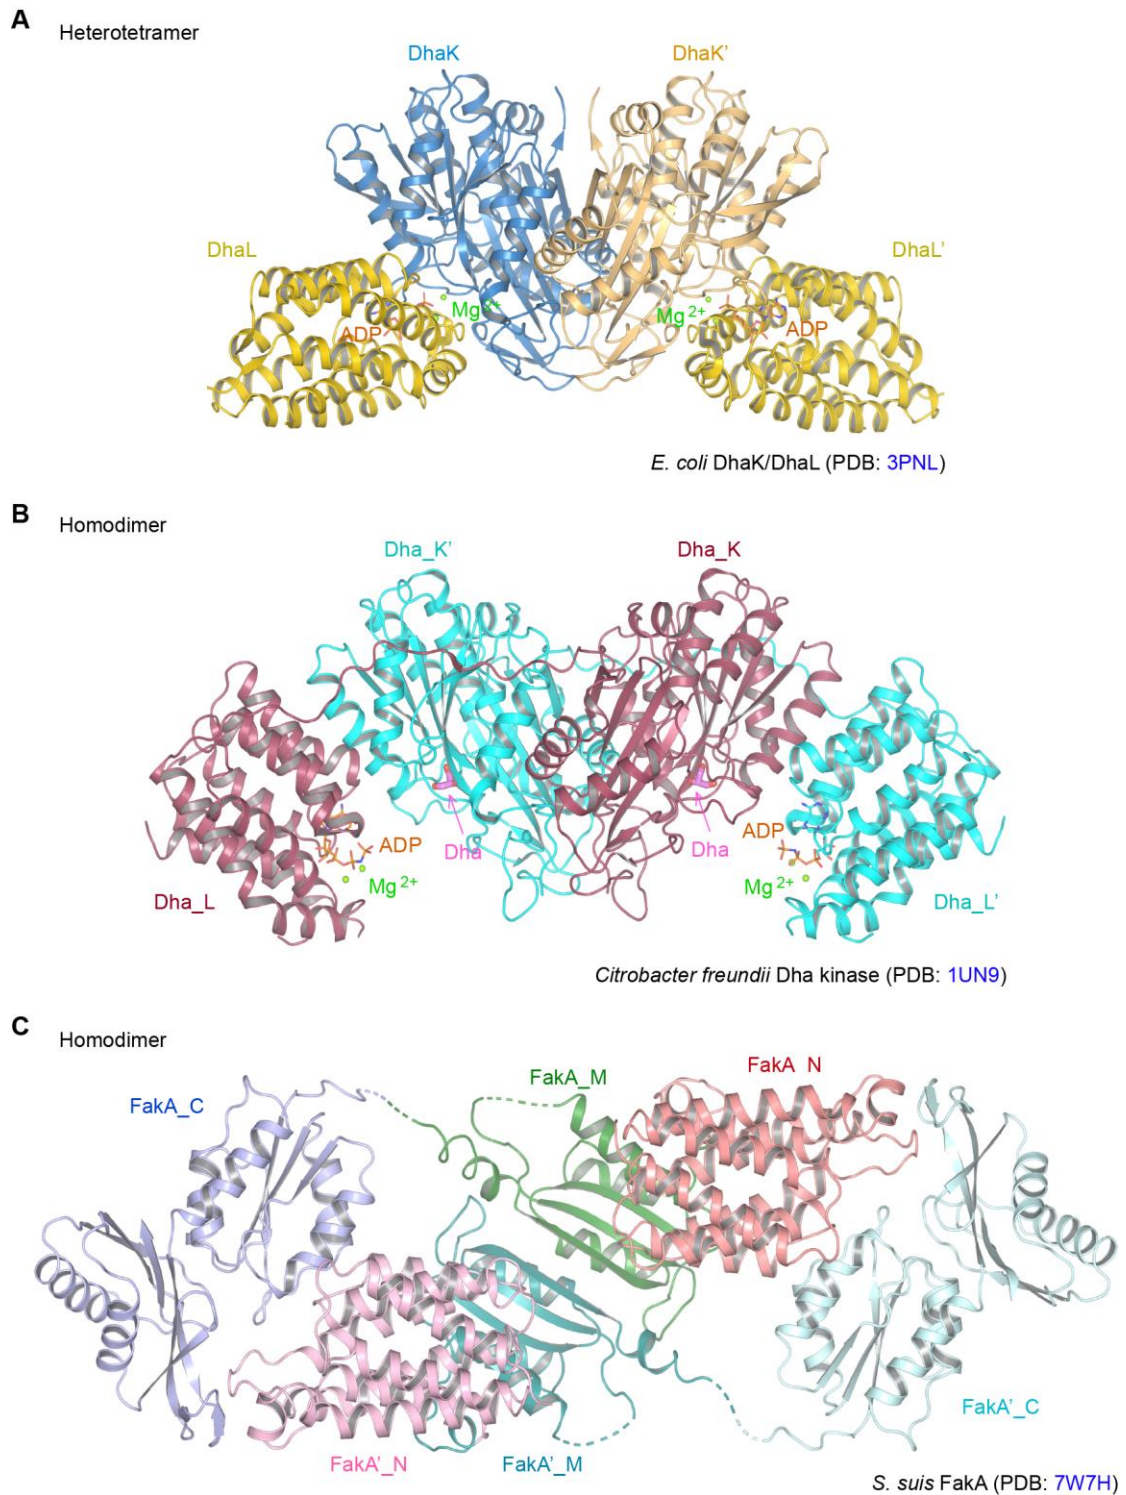 A
Heterotetramer
DhaK
DhaK’
DhaL
DhaL’
Mg2+
Mg2+
ADP
ADP
E. coli DhaK/DhaL (PDB: 3PNL)
B
Homodimer
Dha_K’
Dha_K
ADP
ADP
Dha
Dha
Mg2+
Mg2+
Dha_L
Dha_L’
Citrobacter freundii Dha kinase (PDB: 1UN9)
C
Homodimer
FakA_M
FakA N
FakA_C
FakA’_C
FakA’_N
FakA’_M
S. suis FakA (PDB: 7W7H)